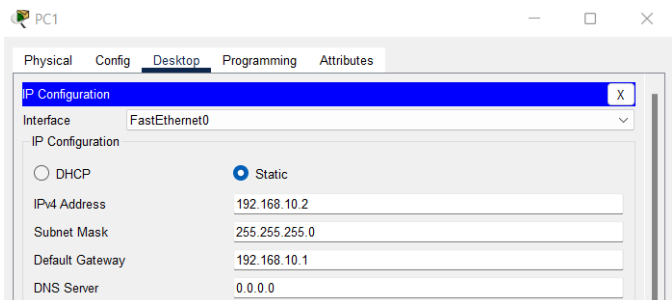 PC1
Physical Config Desktop Programming Attributes
IP Configuration X
Interface FastEthernet0
IP Configuration
DHCP Static
IPv4 Address 192.168.10.2
Subnet Mask 255.255.255.0
Default Gateway 192.168.10.1
DNS Server 0.0.0.0